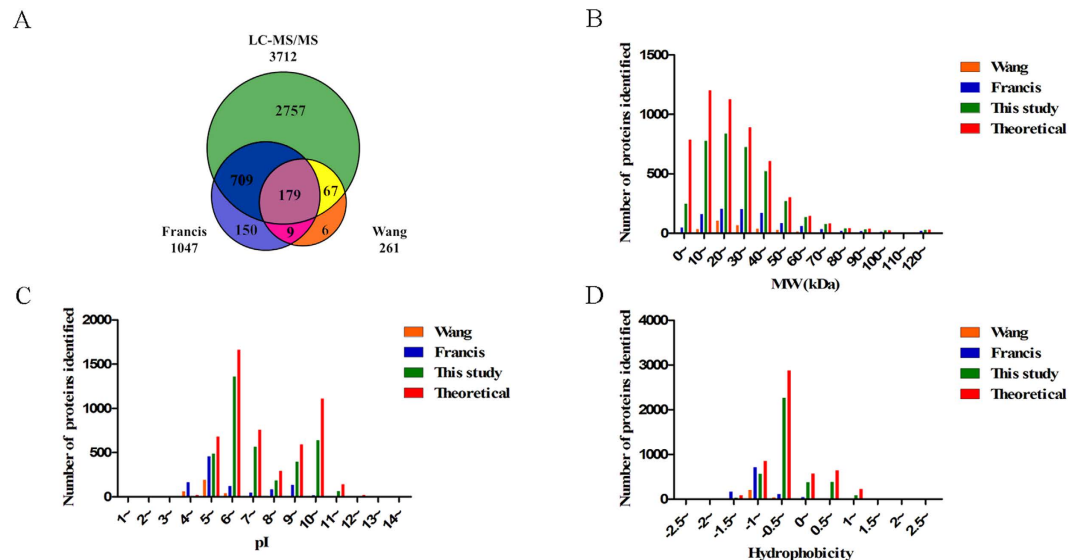 A
LC-MS/MS
3712
2757
709
179
67
150
9
6
Francis
1047
Wang
261
B
Number of proteins identified
1500
1000
500
0
0~
10~
20~
30~
40~
50~
60~
70~
80~
90~
100~
110~
120~
MW(kDa)
Wang
Francis
This study
Theoretical
C
Number of proteins identified
2000
1500
1000
500
0
1~
2~
3~
4~
5~
6~
7~
8~
9~
10~
11~
12~
13~
14~
pI
Wang
Francis
This study
Theoretical
D
Number of proteins identified
4000
3000
2000
1000
0
-2.5~
-2~
-1.5~
-1~
-0.5~
0~
0.5~
1~
1.5~
2~
2.5~
Hydrophobicity
Wang
Francis
This study
Theoretical